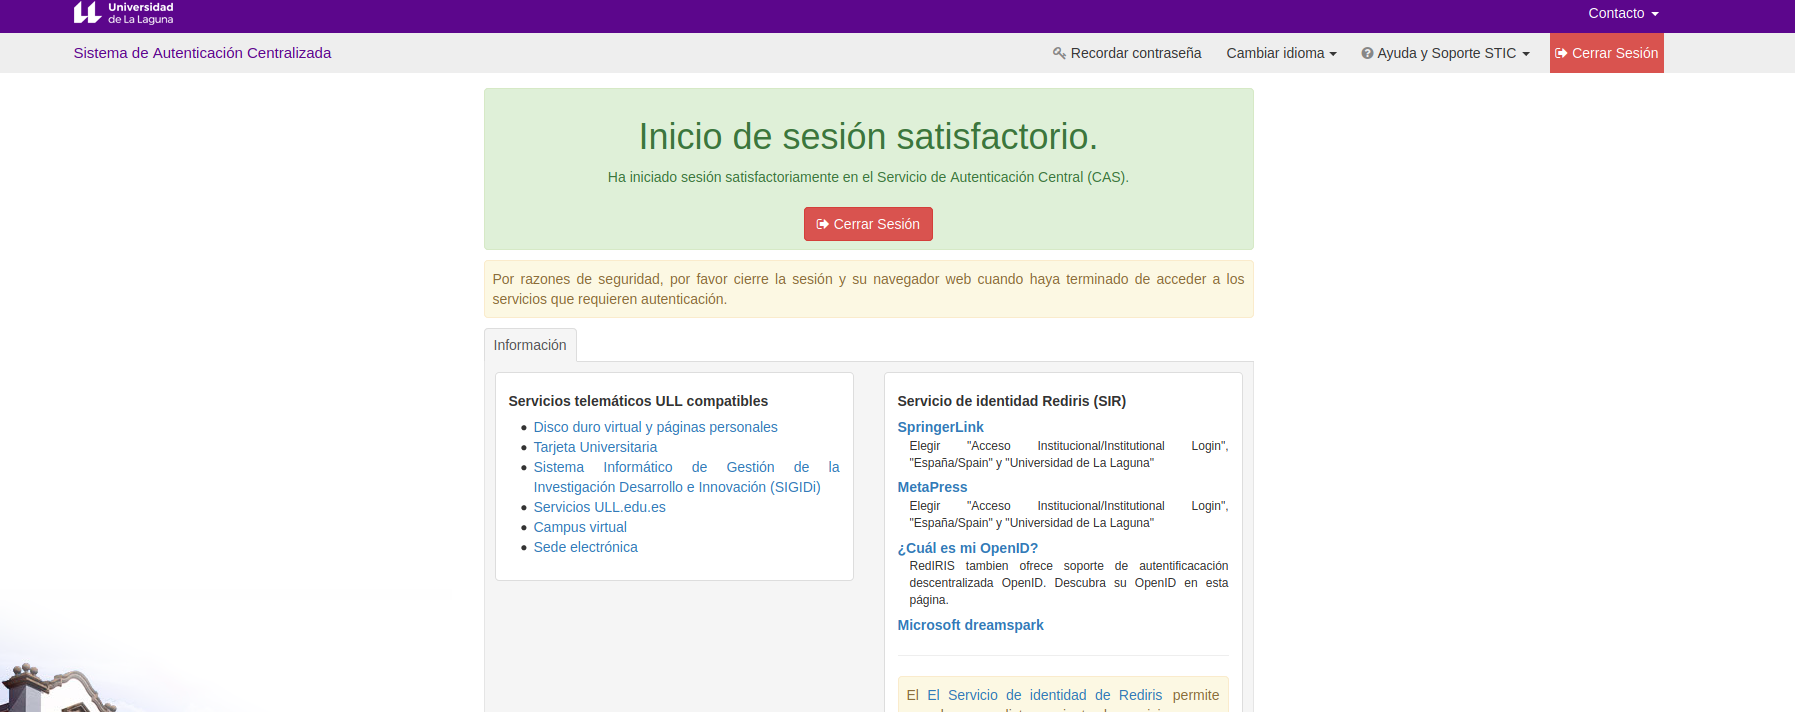 Universidad
de La Laguna
Contacto
Sistema de Autenticación Centralizada
Recordar contraseña
Cambiar idioma
Ayuda y Soporte STIC
Cerrar Sesión
Inicio de sesión satisfactorio.
Ha iniciado sesión satisfactoriamente en el Servicio de Autenticación Central (CAS).
Cerrar Sesión
Por razones de seguridad, por favor cierre la sesión y su navegador web cuando haya terminado de acceder a los
servicios que requieren autenticación.
Información
Servicios telemáticos ULL compatibles
Disco duro virtual y páginas personales
Tarjeta Universitaria
Sistema Informático de Gestión de la
Investigación Desarrollo e Innovación (SIGIDi)
Servicios ULL.edu.es
Campus virtual
Sede electrónica
Servicio de identidad Rediris (SIR)
SpringerLink
Elegir "Acceso Institucional/Institutional Login",
"España/Spain" y "Universidad de La Laguna"
MetaPress
Elegir "Acceso Institucional/Institutional Login",
"España/Spain" y "Universidad de La Laguna"
¿Cuál es mi OpenID?
RedIRIS tambien ofrece soporte de autentificacación
descentralizada OpenID. Descubra su OpenID en esta
página.
Microsoft dreamspark
El El Servicio de identidad de Rediris permite